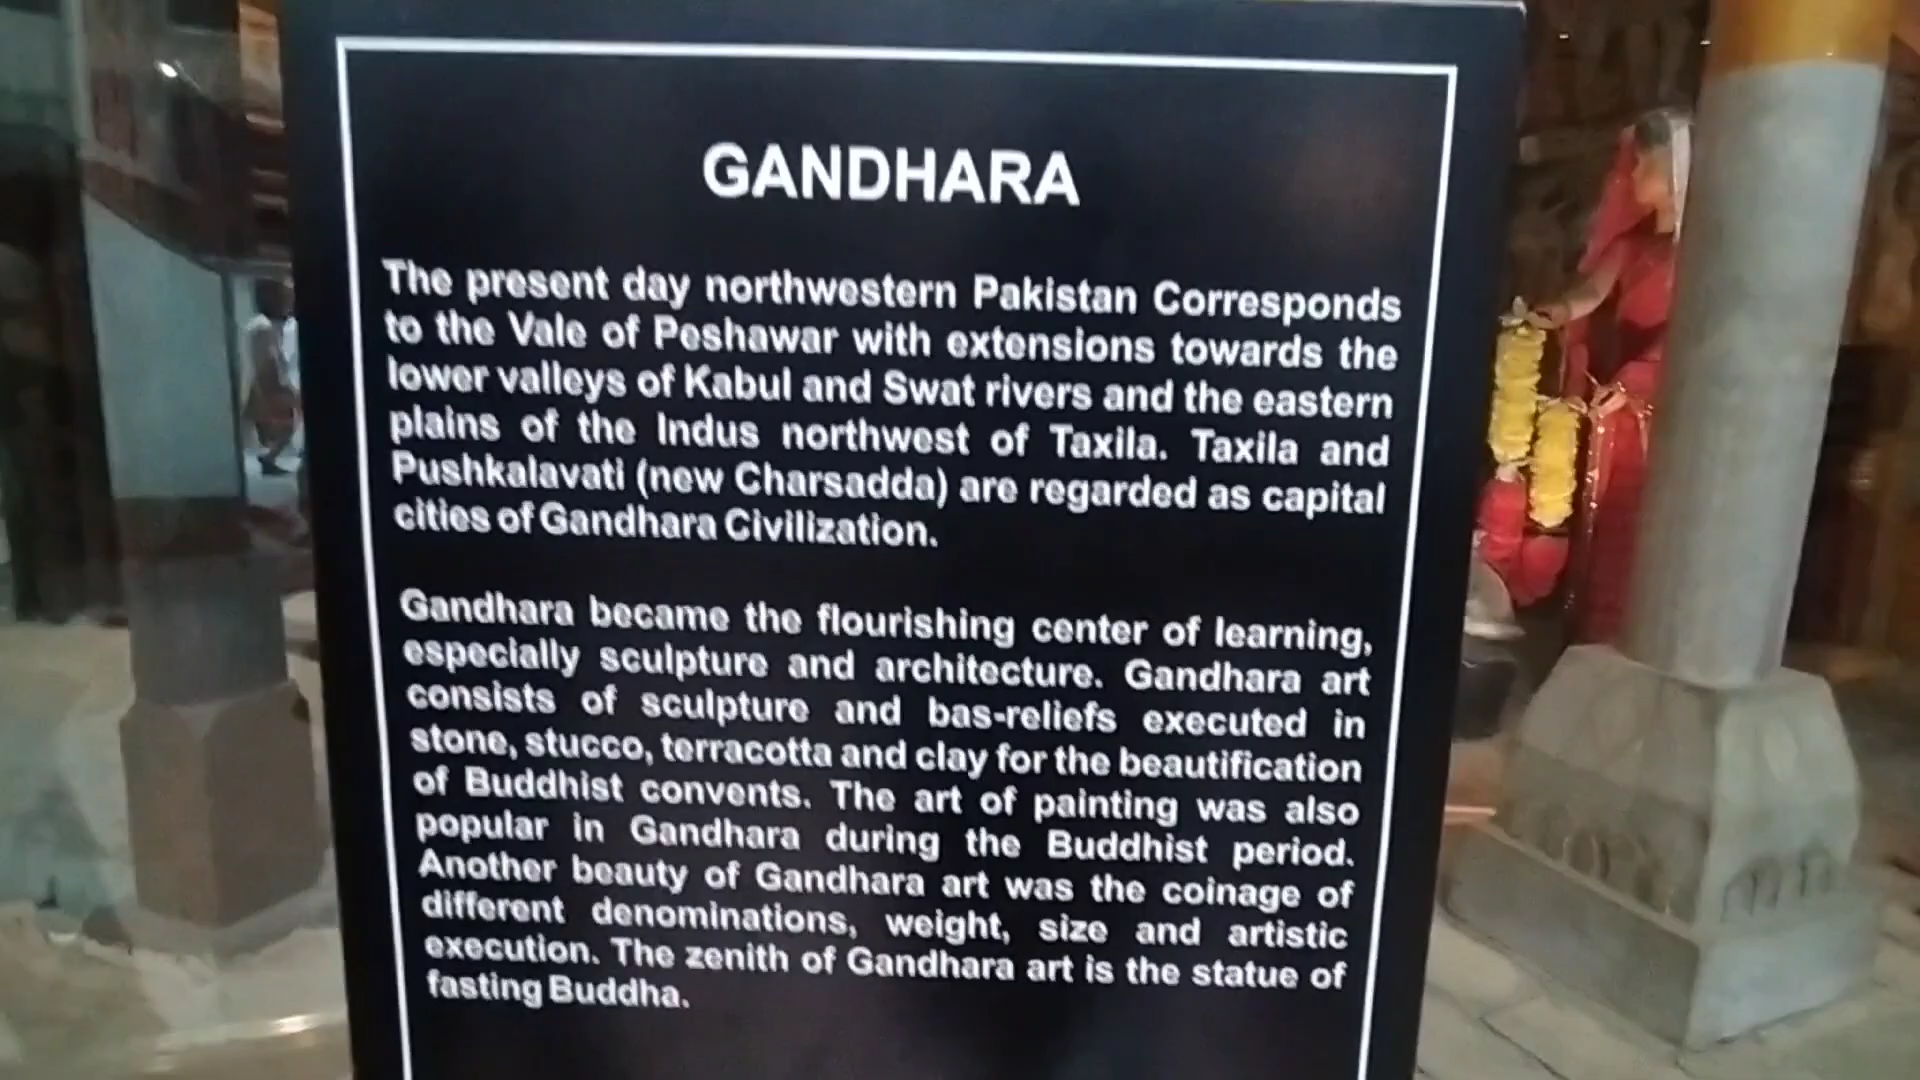 GANDHARA
The present day northwestern Pakistan Corresponds
to the Vale of Peshawar with extensions towards the
lower valleys of Kabul and Swat rivers and the eastern
plains of the Indus northwest of Taxila. Taxila and
Pushkalavati (new Charsadda) are regarded as capital
cities of Gandhara Civilization.
Gandhara became the flourishing center of learning,
especially sculpture and architecture. Gandhara art
consists of sculpture and bas-reliefs executed in
stone, stucco, terracotta and clay for the beautification
of Buddhist convents. The art of painting was also
popular in Gandhara during the Buddhist period.
Another beauty of Gandhara art was the coinage of
different denominations, weight, size and artistic
execution. The zenith of Gandhara art is the statue of
fasting Buddha.